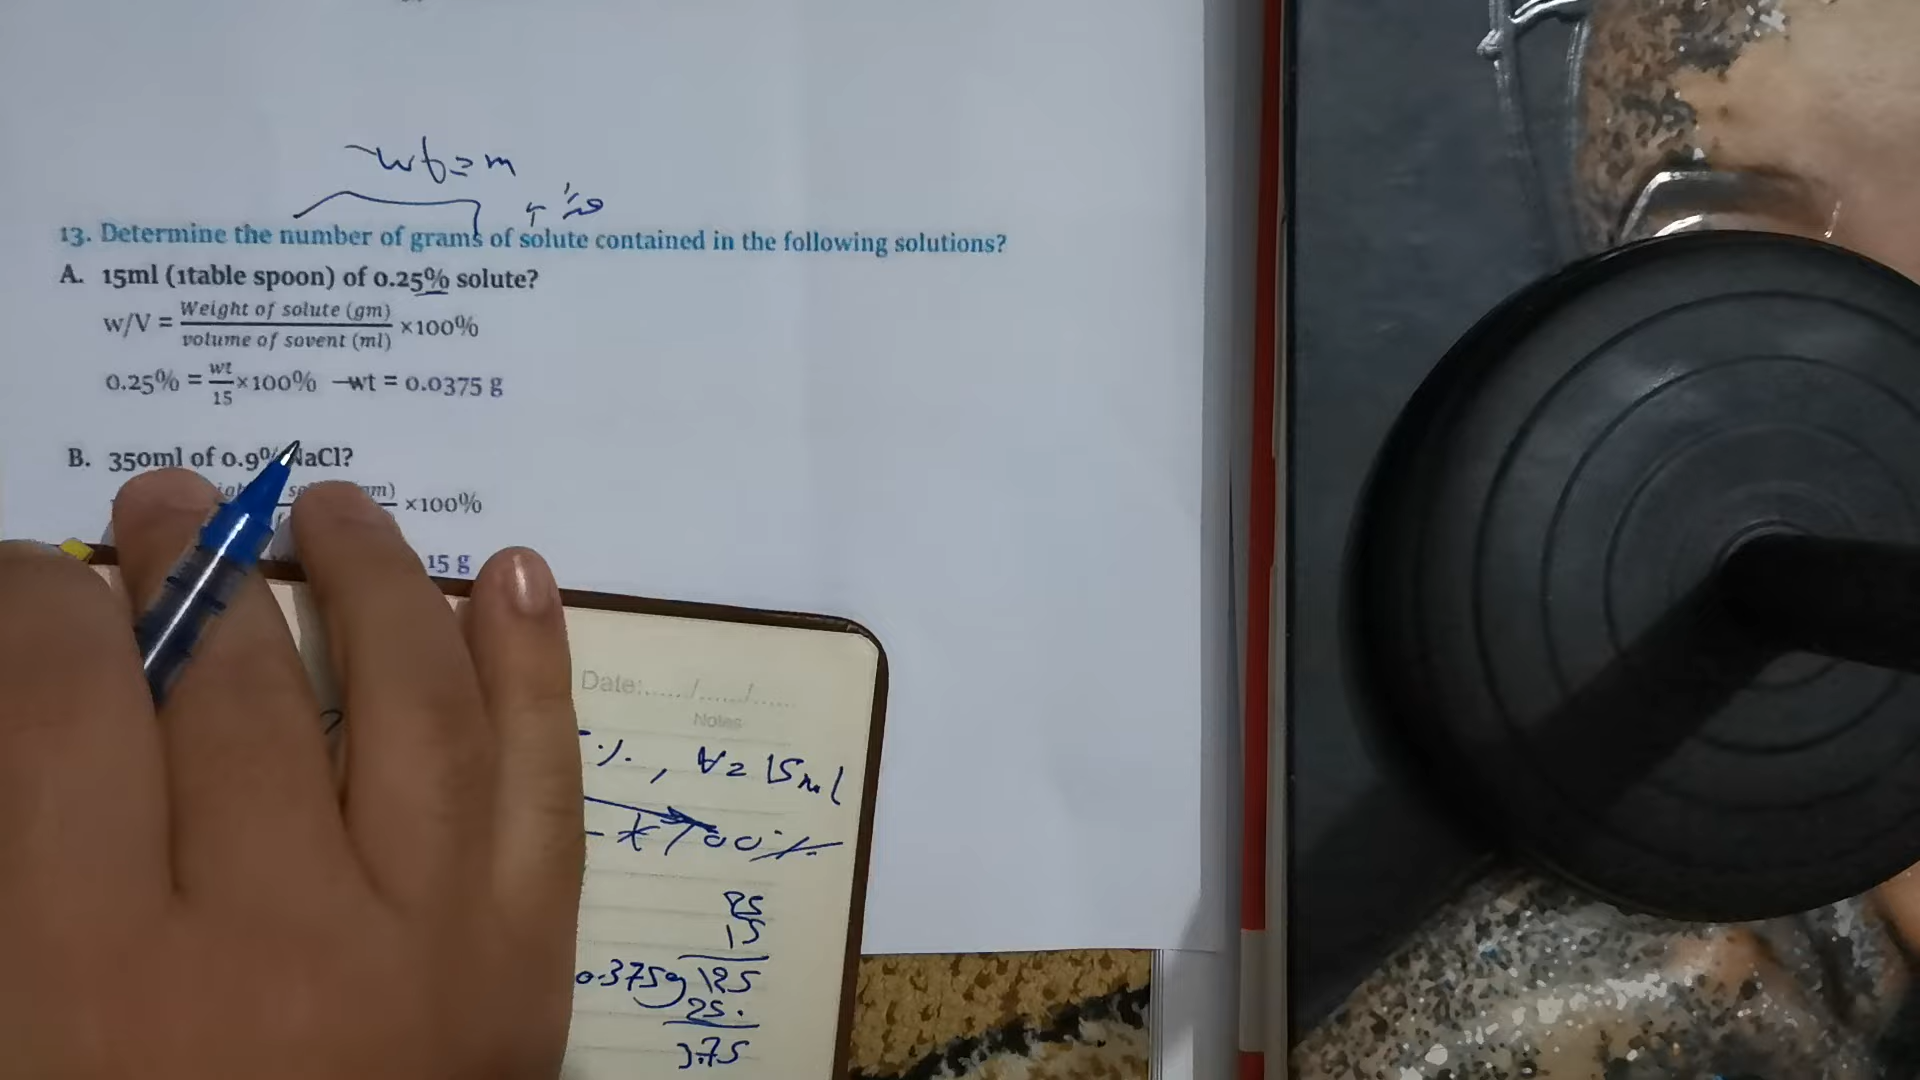 wt = m
13. Determine the number of grams of solute contained in the following solutions?
A. 15ml (1table spoon) of 0.25% solute?
w/V = Weight of solute (gm) / volume of sovent (ml) ×100%
0.25% = wt/15 ×100% →wt = 0.0375 g
B. 350ml of 0.9% NaCl?
×100%
15 g
Date:....../......./.......
Notes
%, V = 15ml
× 100%
25
15
0.375g 125
25.
375